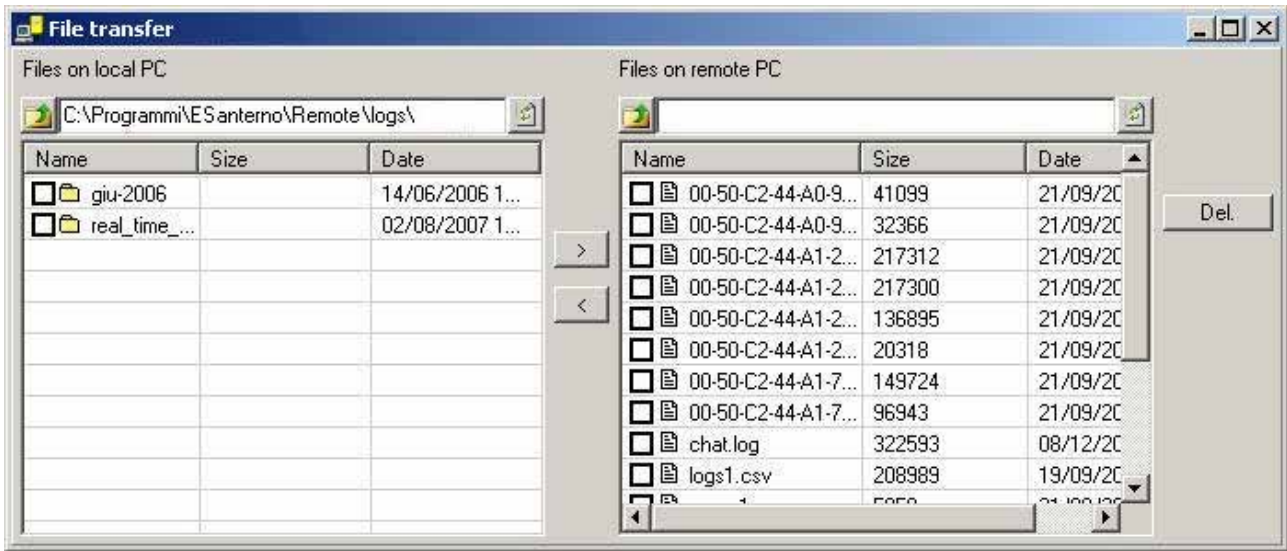 File transfer
Files on local PC
C:\Programmi\ESanterno\Remote\logs\
Name Size Date
giu-2006 14/06/2006 1...
real_time_... 02/08/2007 1...
>
<
Files on remote PC
Name Size Date
00-50-C2-44-A0-9... 41099 21/09/20
00-50-C2-44-A0-9... 32366 21/09/20
00-50-C2-44-A1-2... 217312 21/09/20
00-50-C2-44-A1-2... 217300 21/09/20
00-50-C2-44-A1-2... 136895 21/09/20
00-50-C2-44-A1-2... 20318 21/09/20
00-50-C2-44-A1-7... 149724 21/09/20
00-50-C2-44-A1-7... 96943 21/09/20
chat.log 322593 08/12/20
logs1.csv 208989 19/09/20
Del.